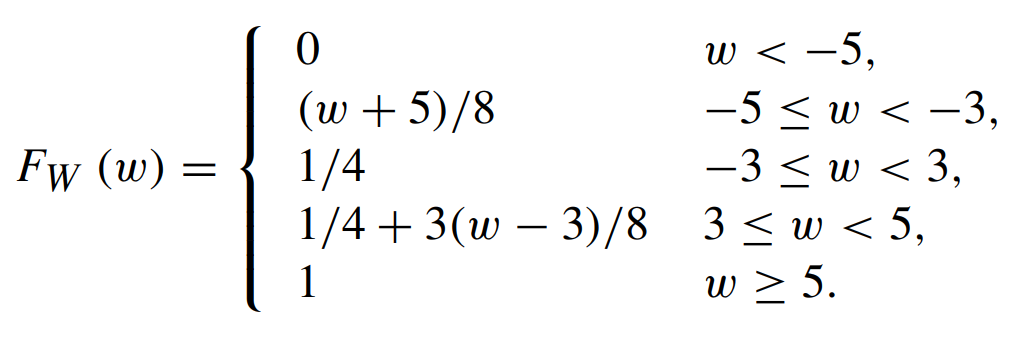 0 w < −5,
(w + 5)/8 −5 ≤ w < −3,
F_W (w) = { 1/4 −3 ≤ w < 3,
1/4 + 3(w − 3)/8 3 ≤ w < 5,
1 w ≥ 5.